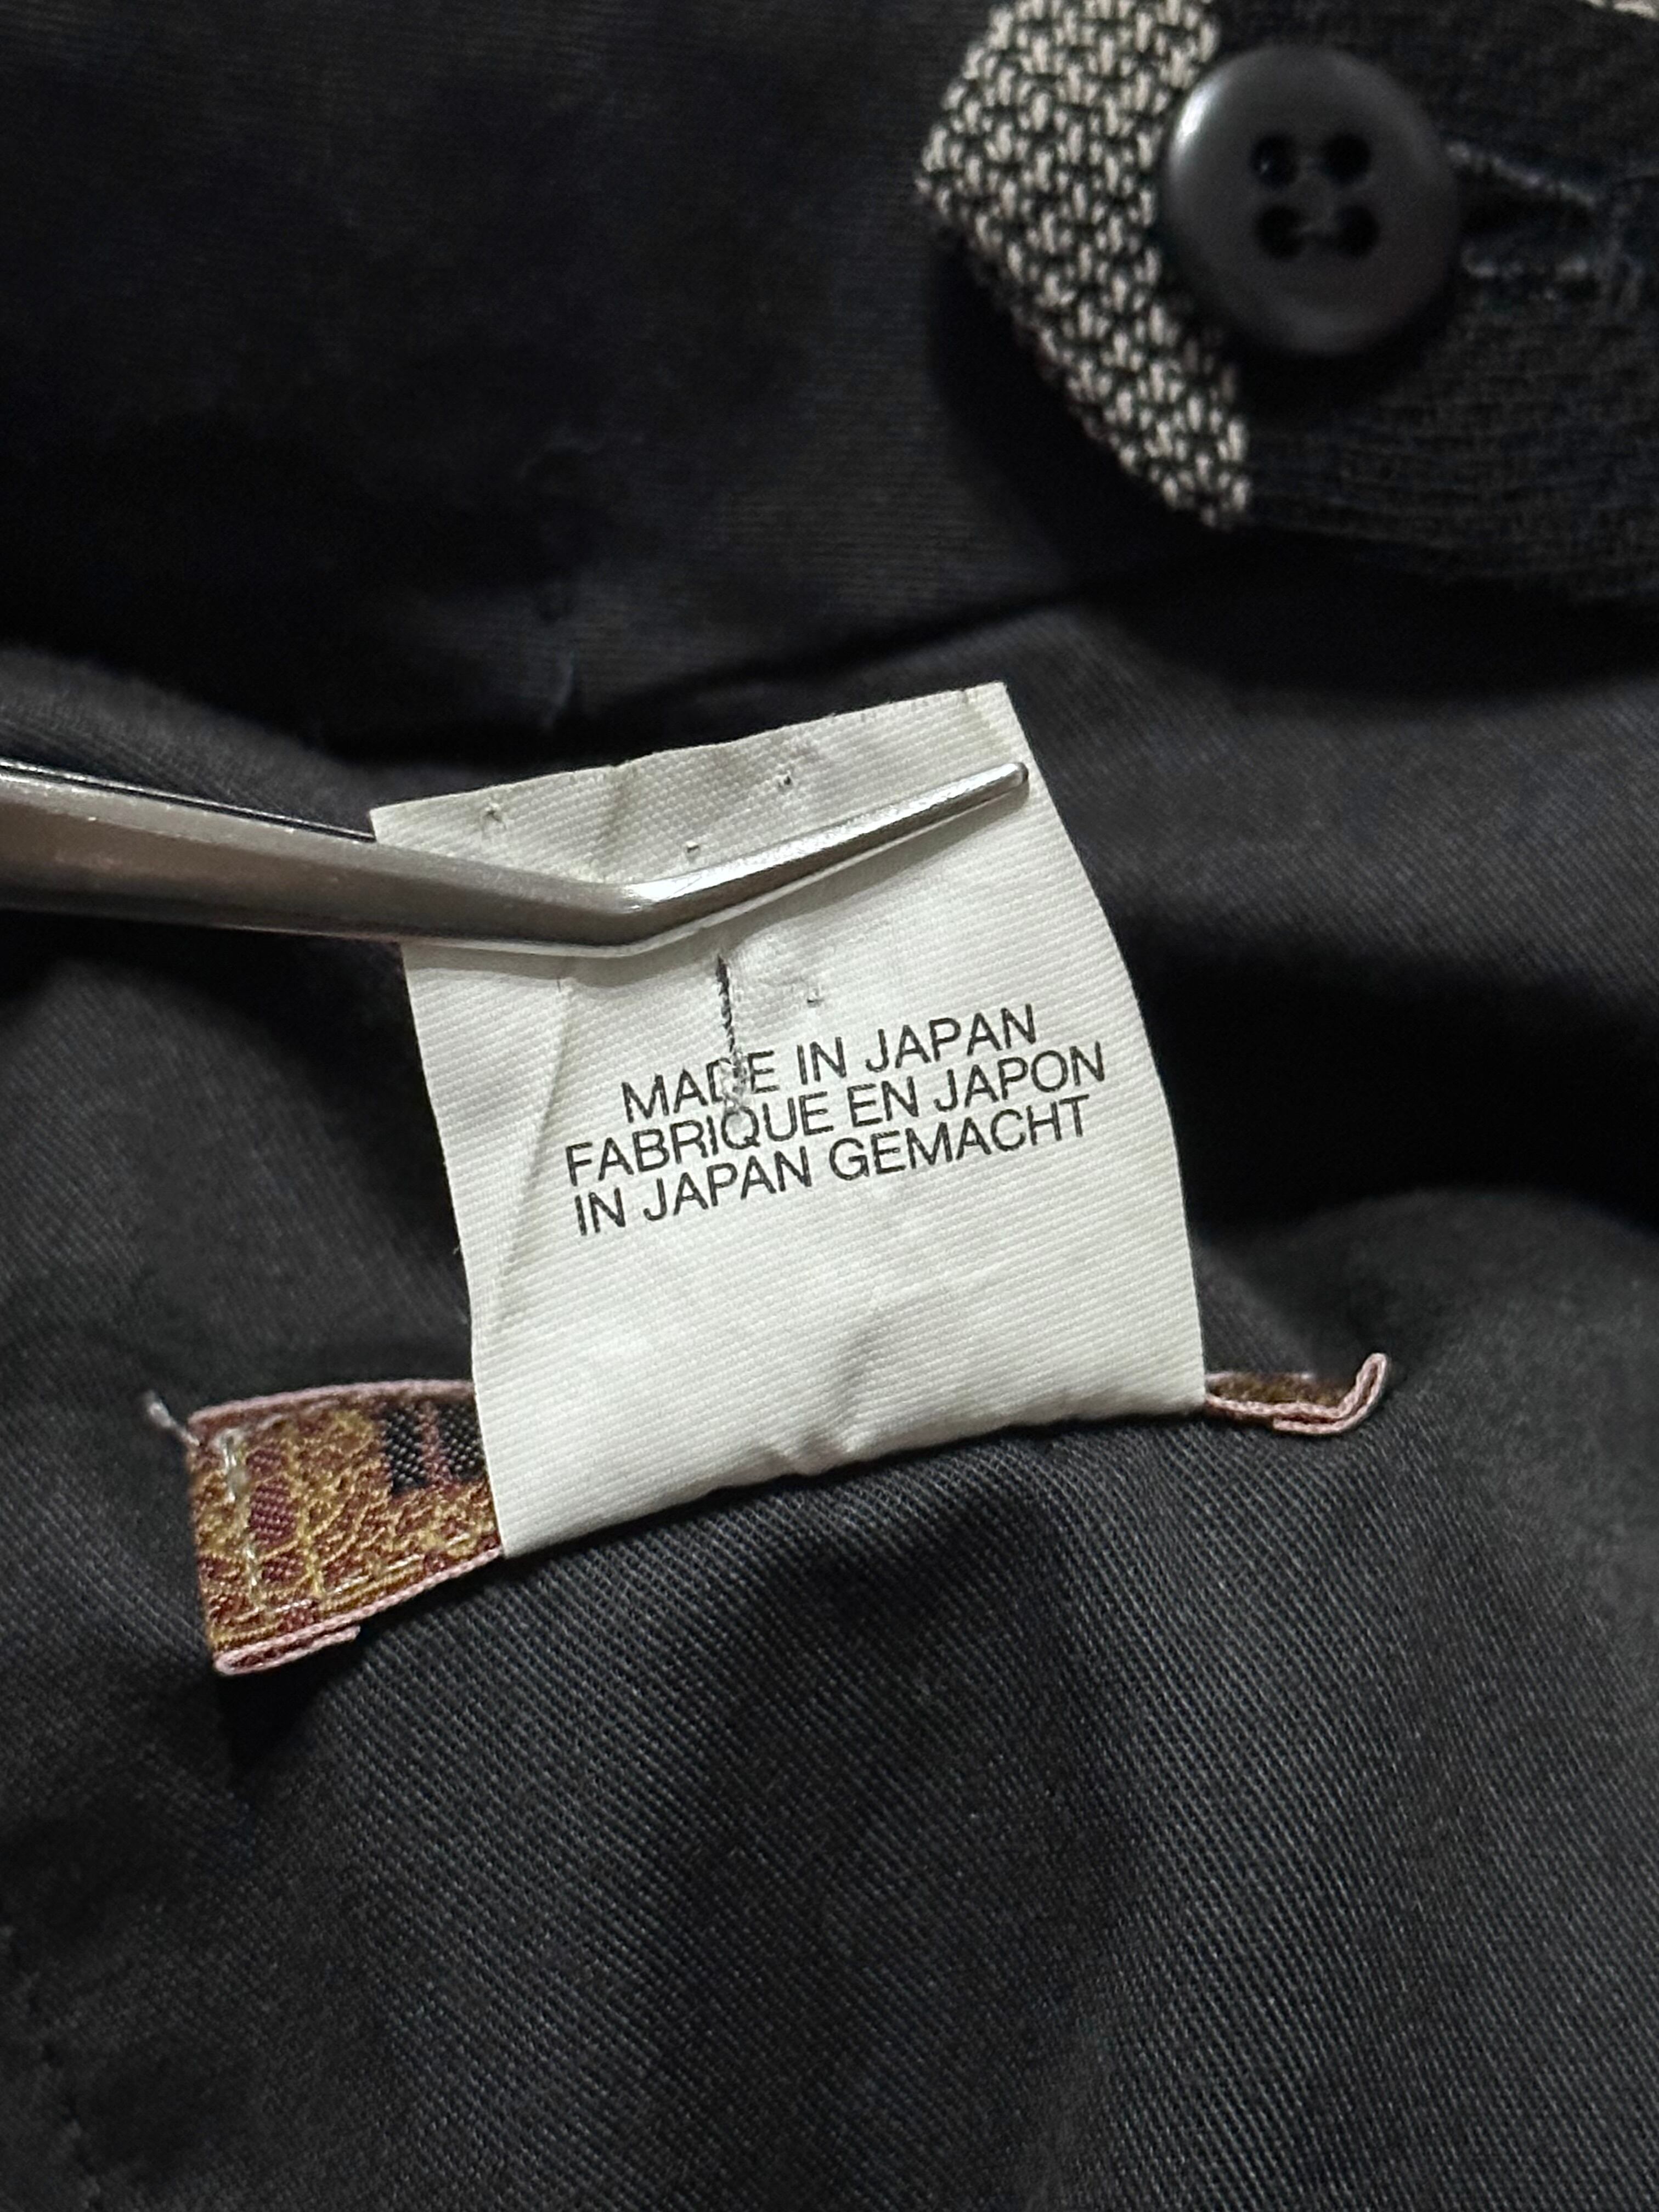 MADE IN JAPAN
FABRIQUE EN JAPON
IN JAPAN GEMACHT